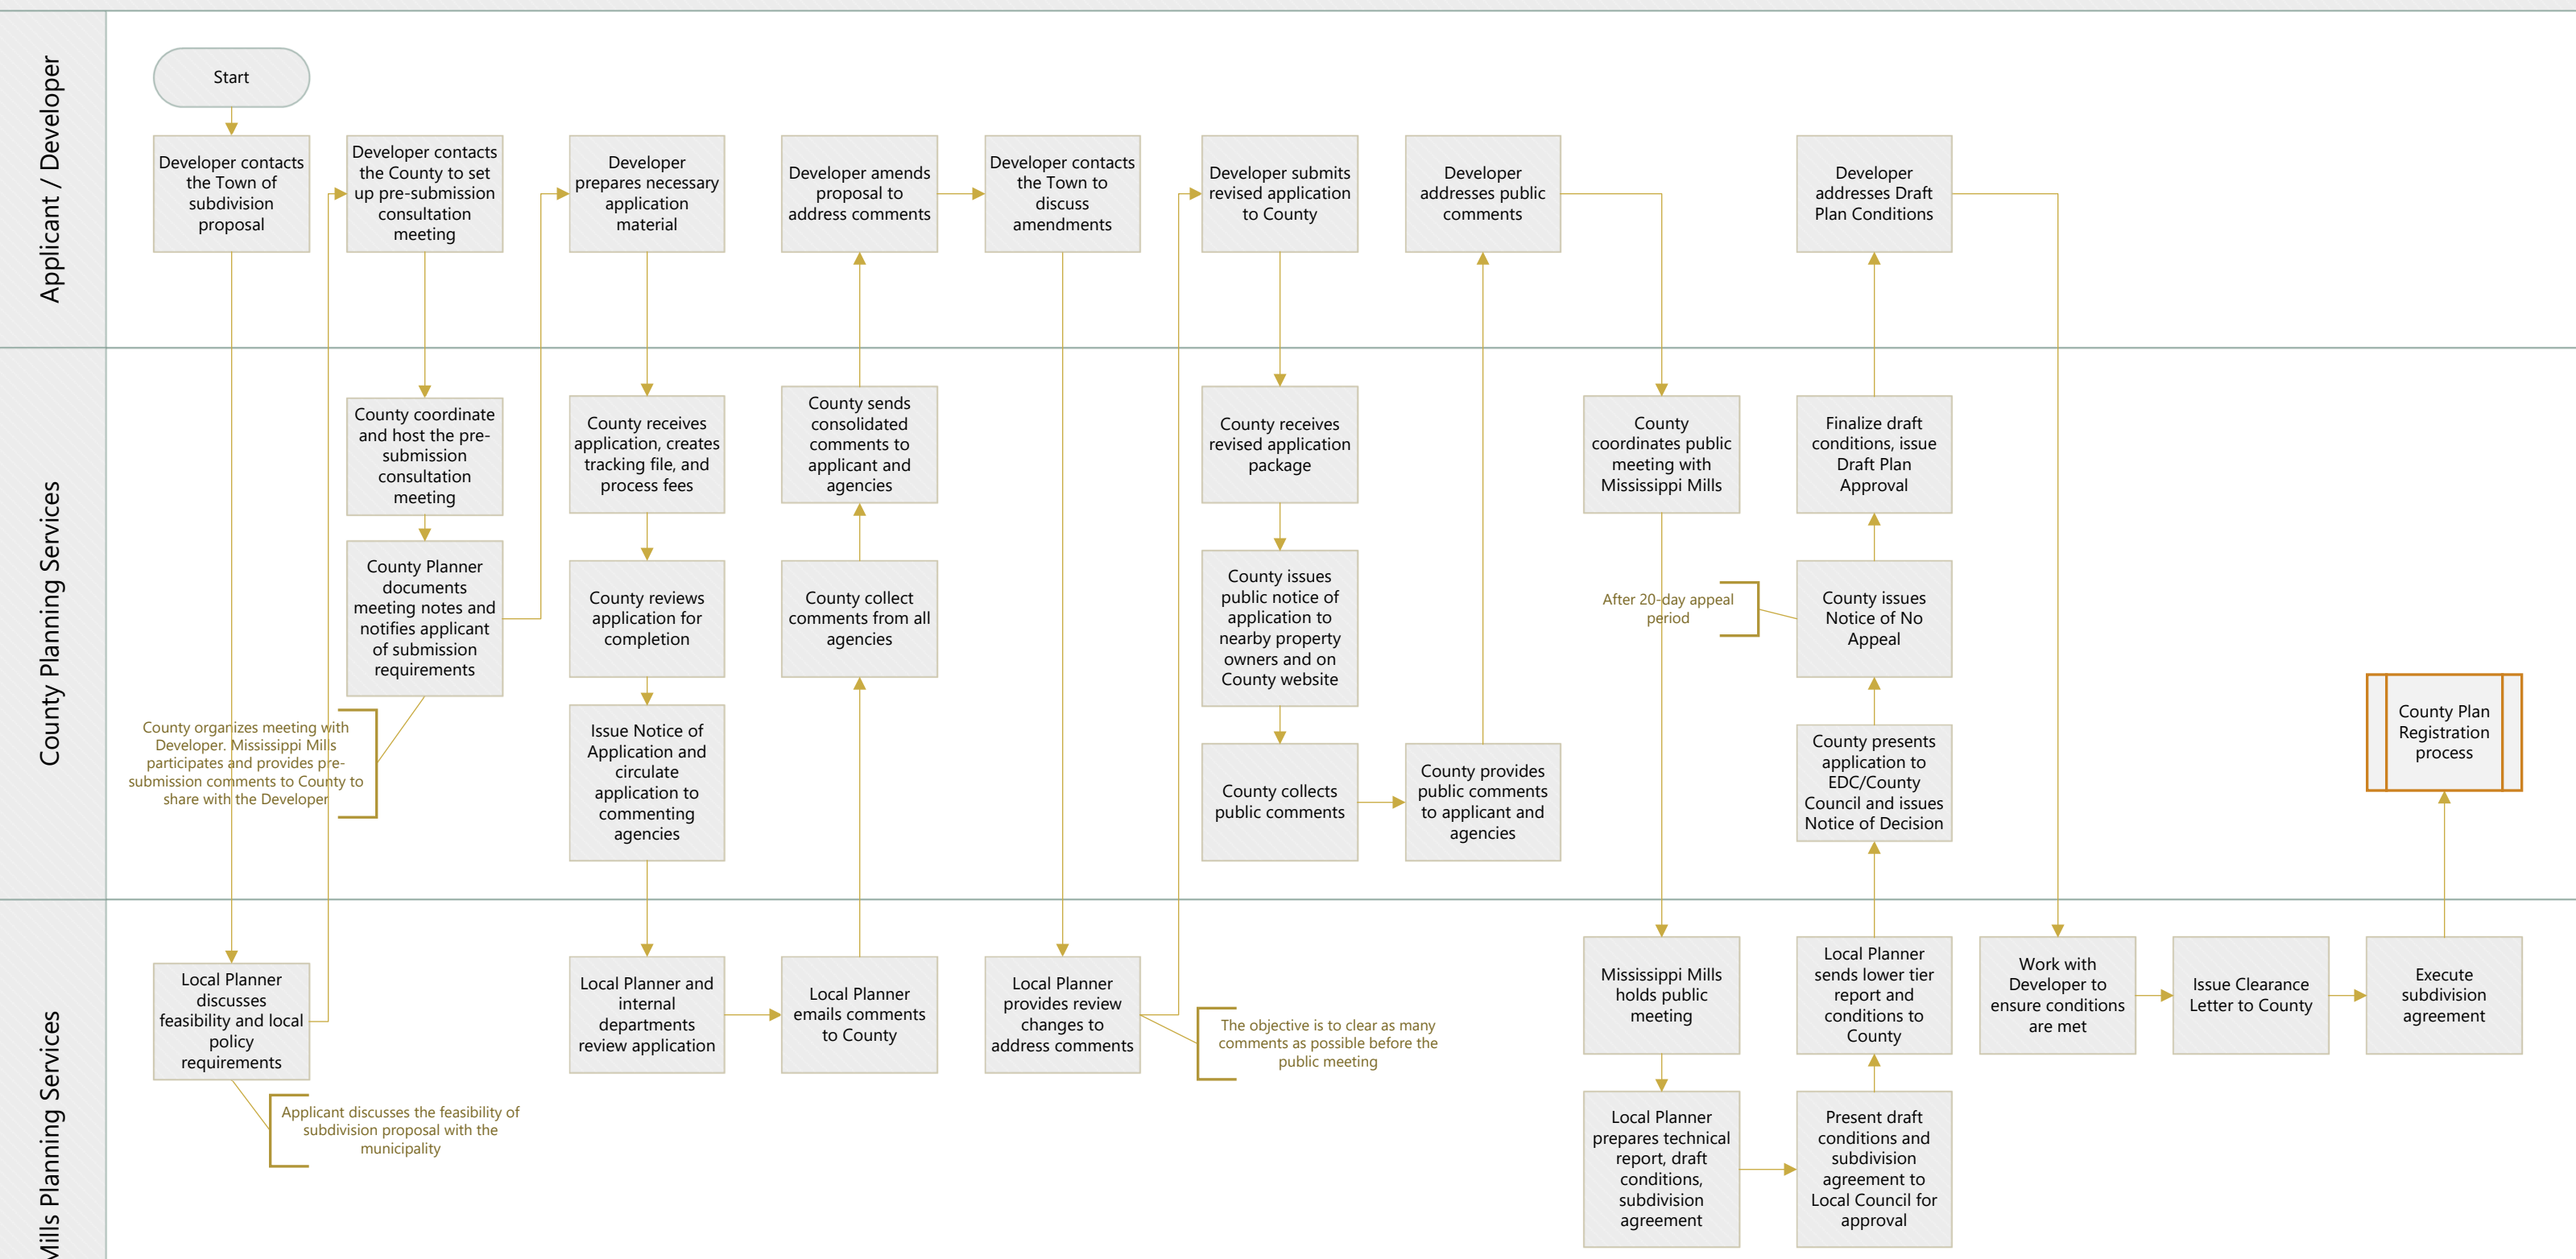 Applicant / Developer
Start
Developer contacts
the Town of
subdivision
proposal
Developer contacts
the County to set
up pre-submission
consultation
meeting
Developer
prepares necessary
application
material
Developer amends
proposal to
address comments
Developer contacts
the Town to
discuss
amendments
Developer submits
revised application
to County
Developer
addresses public
comments
Developer
addresses Draft
Plan Conditions
County Planning Services
County coordinate
and host the pre-
submission
consultation
meeting
County Planner
documents
meeting notes and
notifies applicant
of submission
requirements
County organizes meeting with
Developer. Mississippi Mills
participates and provides pre-
submission comments to County to
share with the Developer
County receives
application, creates
tracking file, and
process fees
County reviews
application for
completion
Issue Notice of
Application and
circulate
application to
commenting
agencies
County sends
consolidated
comments to
applicant and
agencies
County collect
comments from all
agencies
County receives
revised application
package
County issues
public notice of
application to
nearby property
owners and on
County website
County collects
public comments
County provides
public comments
to applicant and
agencies
County
coordinates public
meeting with
Mississippi Mills
After 20-day appeal
period
Finalize draft
conditions, issue
Draft Plan
Approval
County issues
Notice of No
Appeal
County presents
application to
EDC/County
Council and issues
Notice of Decision
County Plan
Registration
process
Mills Planning Services
Local Planner
discusses
feasibility and local
policy
requirements
Applicant discusses the feasibility of
subdivision proposal with the
municipality
Local Planner and
internal
departments
review application
Local Planner
emails comments
to County
Local Planner
provides review
changes to
address comments
The objective is to clear as many
comments as possible before the
public meeting
Mississippi Mills
holds public
meeting
Local Planner
prepares technical
report, draft
conditions,
subdivision
agreement
Local Planner
sends lower tier
report and
conditions to
County
Present draft
conditions and
subdivision
agreement to
Local Council for
approval
Work with
Developer to
ensure conditions
are met
Issue Clearance
Letter to County
Execute
subdivision
agreement